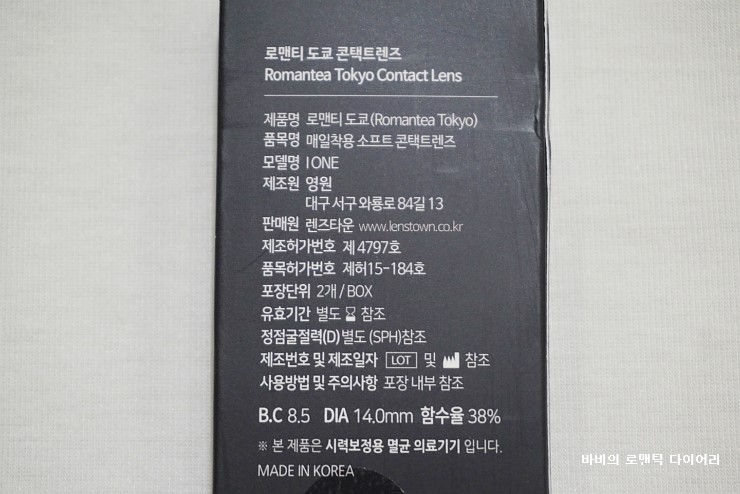 로맨티 도쿄 콘택트렌즈
Romantea Tokyo Contact Lens
제품명 로맨티 도쿄(Romantea Tokyo)
품목명 매일착용 소프트 콘택트렌즈
모델명 I ONE
제조원 영원
대구 서구 와룡로 84길 13
판매원 렌즈타운 www.lenstown.co.kr
제조허가번호 제 4797호
품목허가번호 제허15-184호
포장단위 2개 / BOX
유효기간 별도 참조
정점굴절력(D) 별도 (SPH)참조
제조번호 및 제조일자 LOT 및 참조
사용방법 및 주의사항 포장 내부 참조
B.C 8.5 DIA 14.0mm 함수율 38%
※ 본 제품은 시력보정용 멸균 의료기기 입니다.
MADE IN KOREA
바비의 로맨틱 다이어리